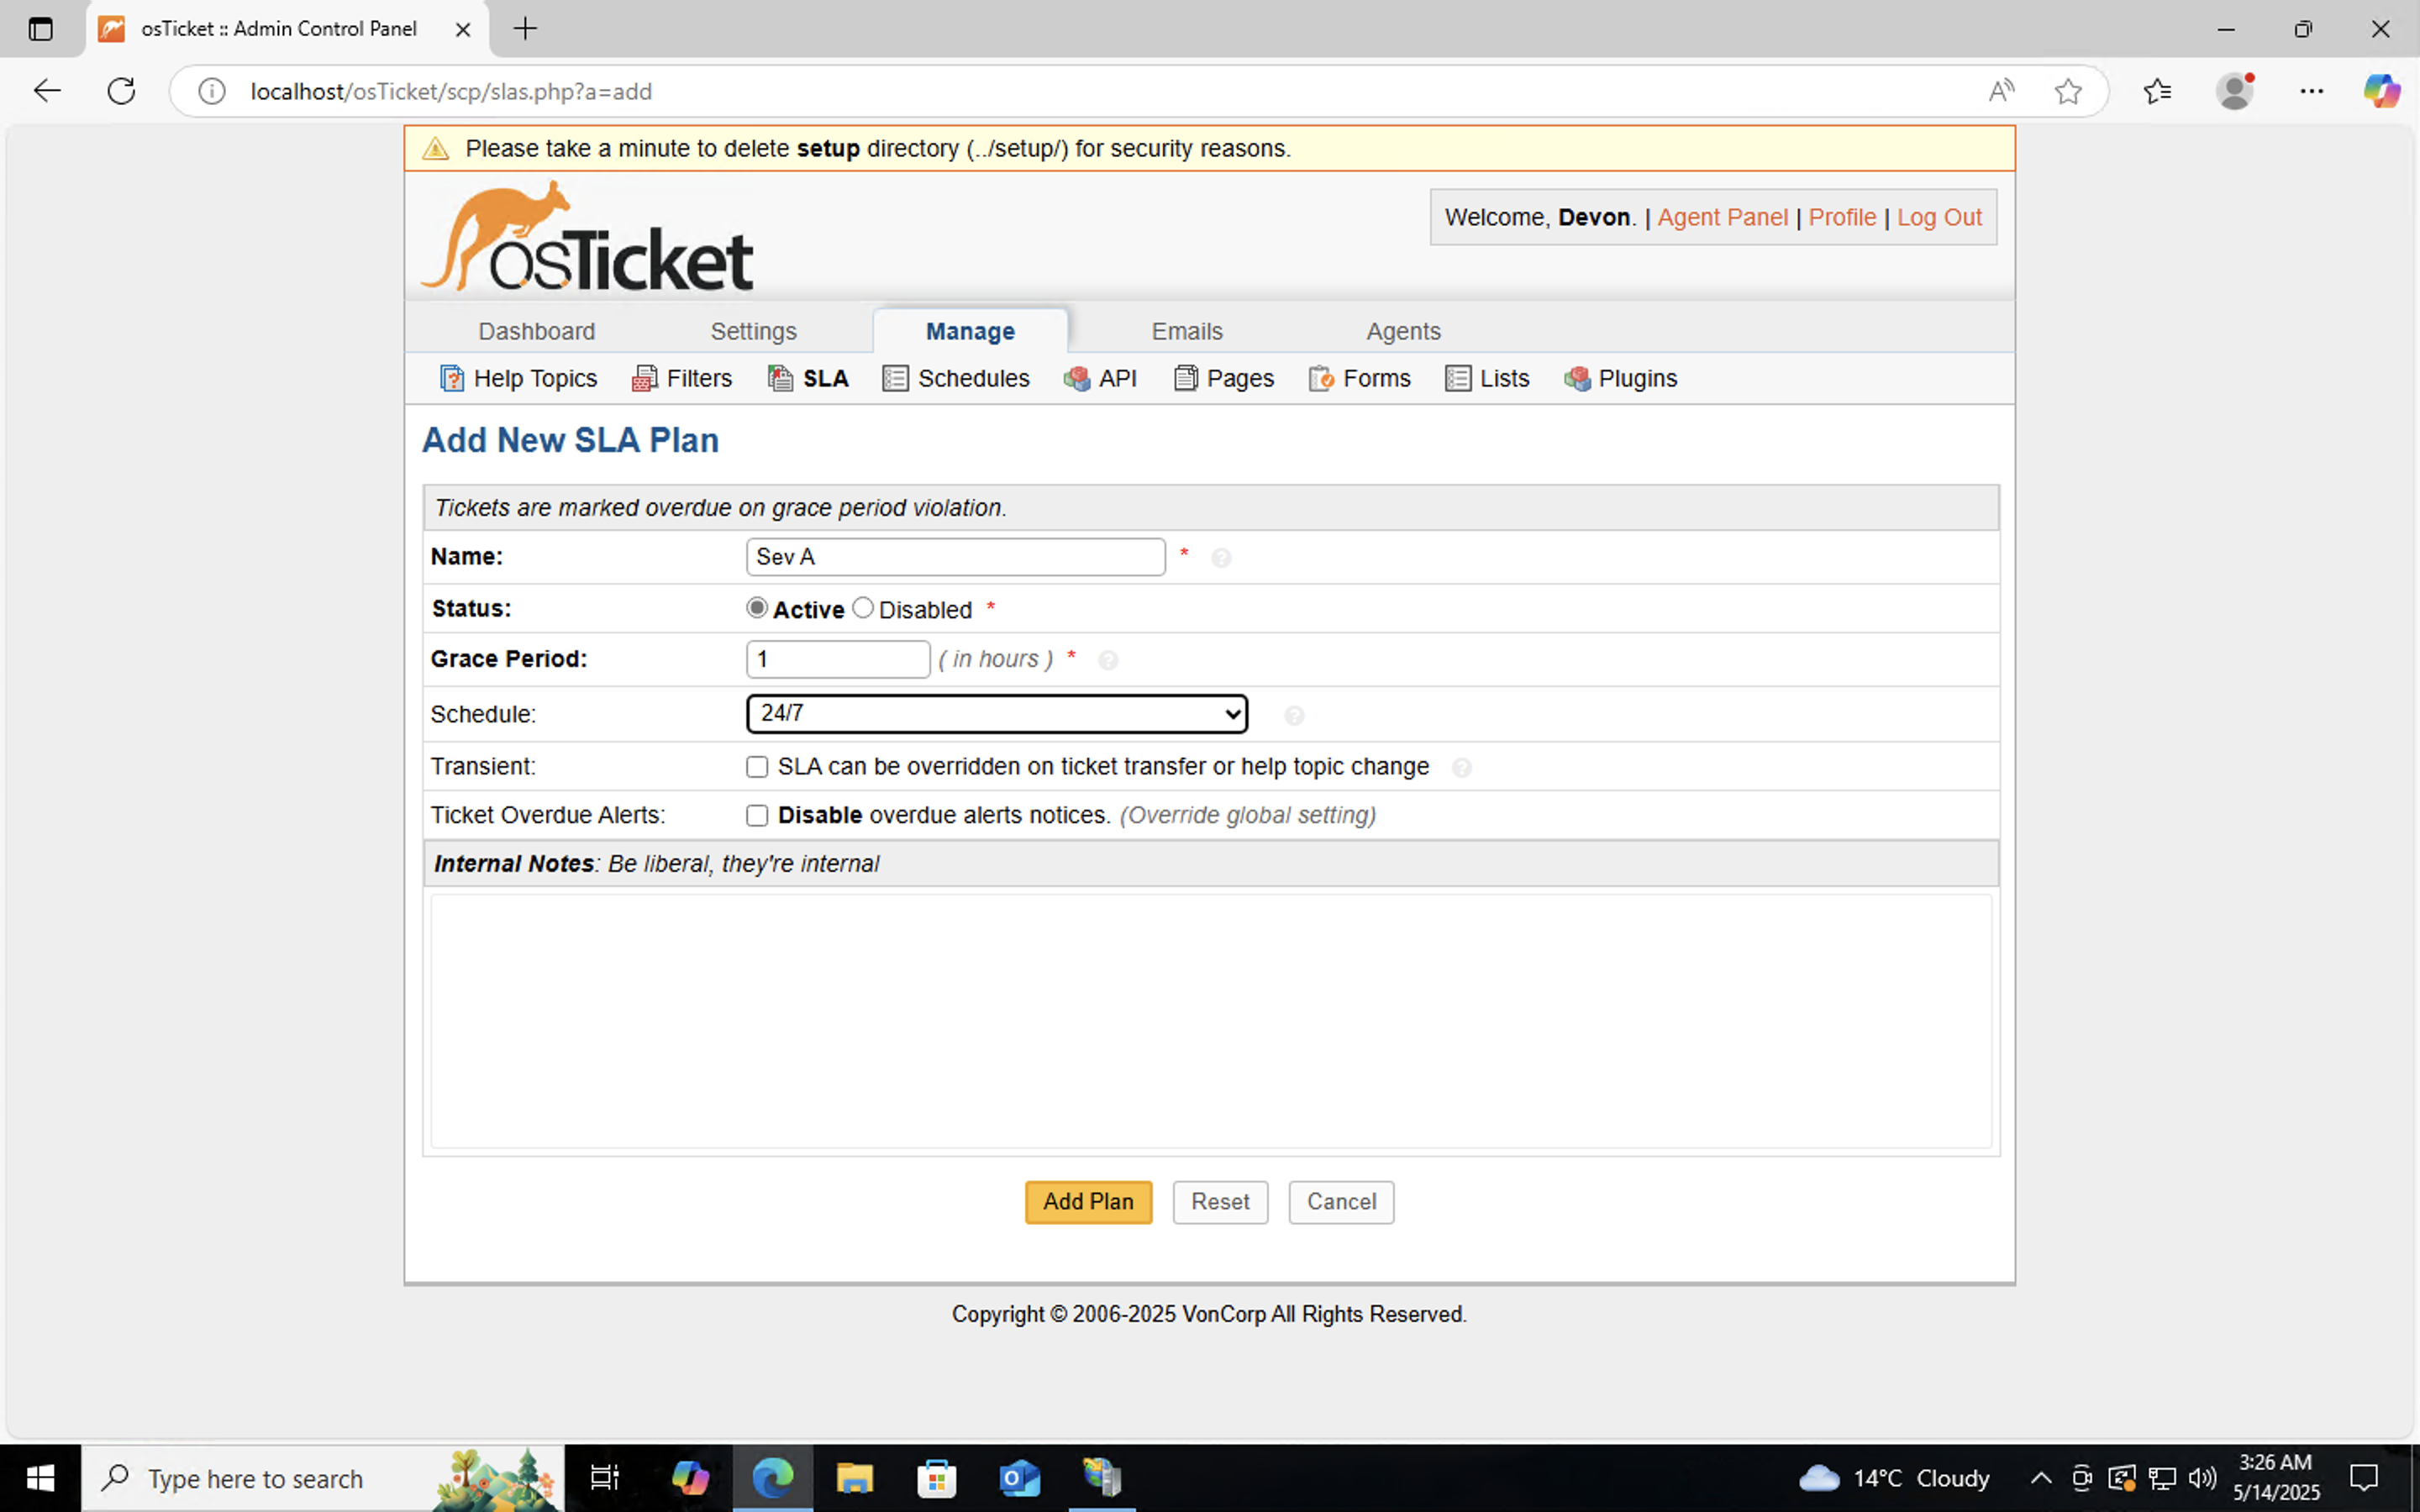 osTicket :: Admin Control Panel
localhost/osTicket/scp/slas.php?a=add
Please take a minute to delete setup directory (../setup/) for security reasons.
osTicket
Welcome, Devon. | Agent Panel | Profile | Log Out
Dashboard Settings Manage Emails Agents
Help Topics Filters SLA Schedules API Pages Forms Lists Plugins
Add New SLA Plan
Tickets are marked overdue on grace period violation.
Name: Sev A *
Status: Active Disabled *
Grace Period: 1 ( in hours ) *
Schedule: 24/7
Transient: SLA can be overridden on ticket transfer or help topic change
Ticket Overdue Alerts: Disable overdue alerts notices. (Override global setting)
Internal Notes: Be liberal, they're internal
Add Plan Reset Cancel
Copyright © 2006-2025 VonCorp All Rights Reserved.
Type here to search
14°C Cloudy
3:26 AM
5/14/2025